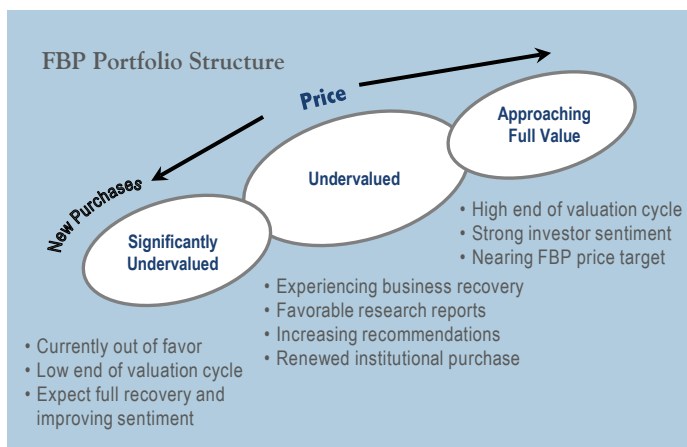 FBP Portfolio Structure
Price
Approaching
Full Value
Undervalued
New Purchases
Significantly
Undervalued
• High end of valuation cycle
• Strong investor sentiment
• Nearing FBP price target
• Experiencing business recovery
• Favorable research reports
• Increasing recommendations
• Renewed institutional purchase
• Currently out of favor
• Low end of valuation cycle
• Expect full recovery and
improving sentiment